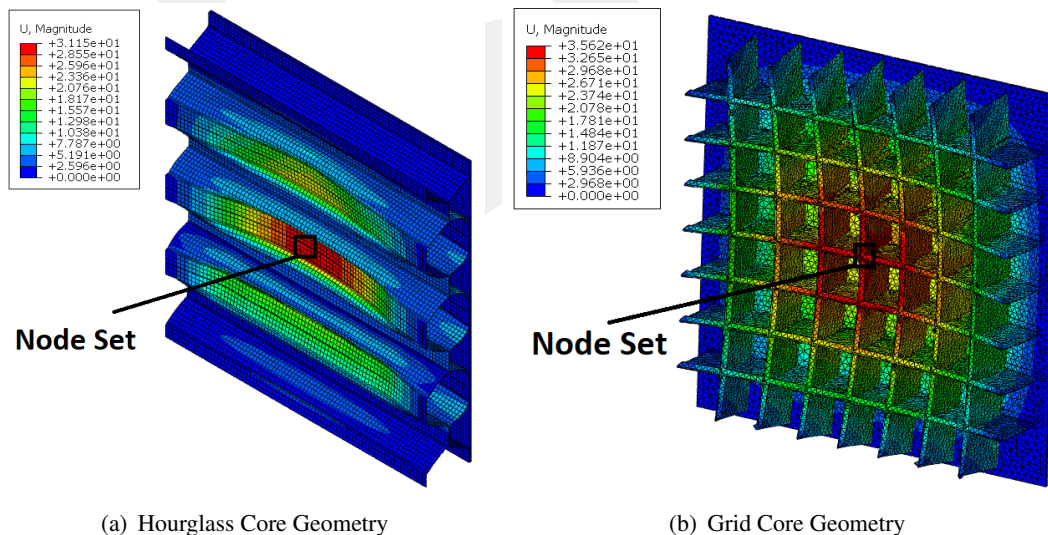 U, Magnitude
+3.115e+01
+2.855e+01
+2.596e+01
+2.336e+01
+2.076e+01
+1.817e+01
+1.557e+01
+1.298e+01
+1.038e+01
+7.787e+00
+5.191e+00
+2.596e+00
+0.000e+00
Node Set
(a) Hourglass Core Geometry
U, Magnitude
+3.562e+01
+3.265e+01
+2.968e+01
+2.671e+01
+2.374e+01
+2.078e+01
+1.781e+01
+1.484e+01
+1.187e+01
+8.904e+00
+5.936e+00
+2.968e+00
+0.000e+00
Node Set
(b) Grid Core Geometry